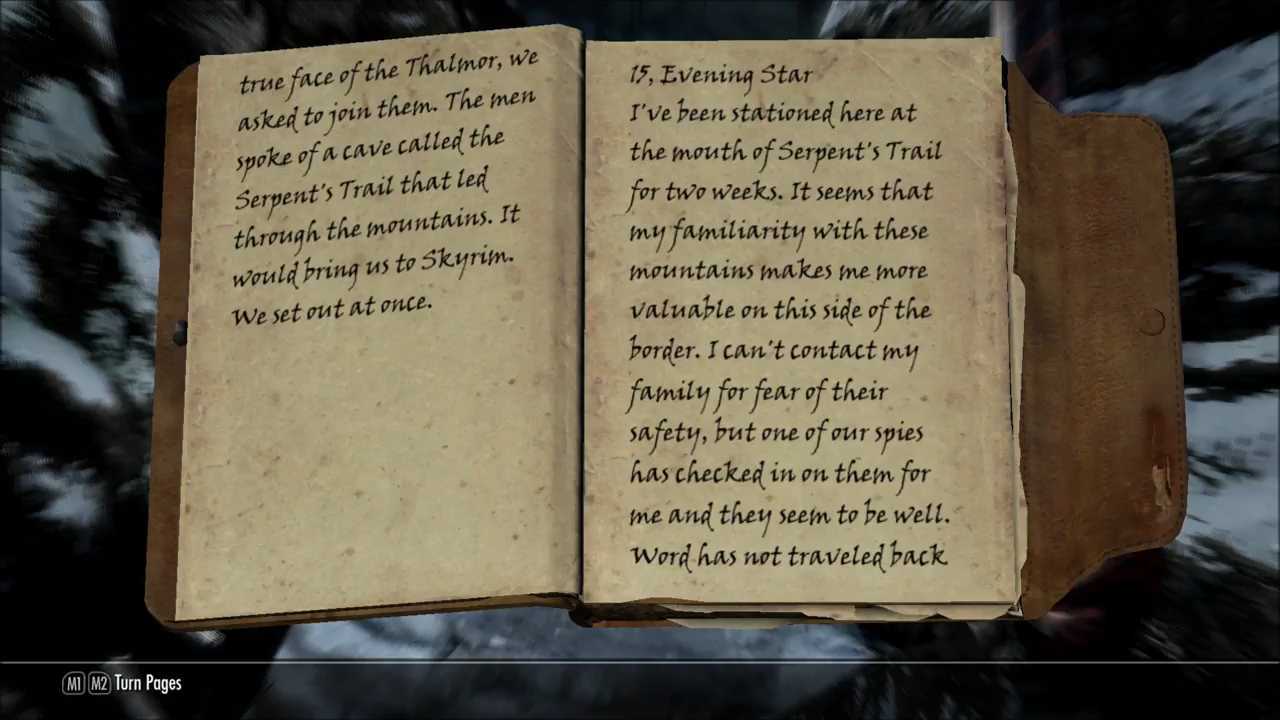 true face of the Thalmor, we
asked to join them. The men
spoke of a cave called the
Serpent's Trail that led
through the mountains. It
would bring us to Skyrim.
We set out at once.
15, Evening Star
I've been stationed here at
the mouth of Serpent's Trail
for two weeks. It seems that
my familiarity with these
mountains makes me more
valuable on this side of the
border. I can't contact my
family for fear of their
safety, but one of our spies
has checked in on them for
me and they seem to be well.
Word has not traveled back
M1 M2 Turn Pages